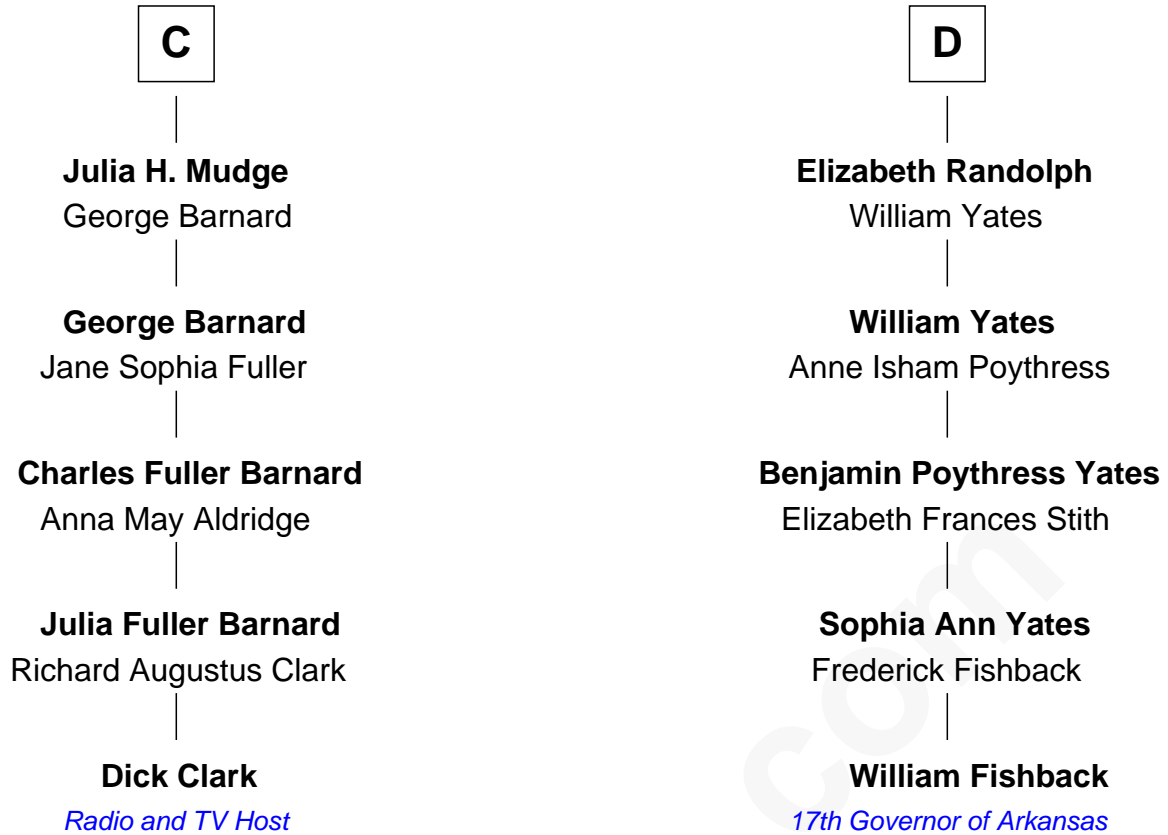 C
Julia H. Mudge
George Barnard
George Barnard
Jane Sophia Fuller
Charles Fuller Barnard
Anna May Aldridge
Julia Fuller Barnard
Richard Augustus Clark
Dick Clark
Radio and TV Host
D
Elizabeth Randolph
William Yates
William Yates
Anne Isham Poythress
Benjamin Poythress Yates
Elizabeth Frances Stith
Sophia Ann Yates
Frederick Fishback
William Fishback
17th Governor of Arkansas
com